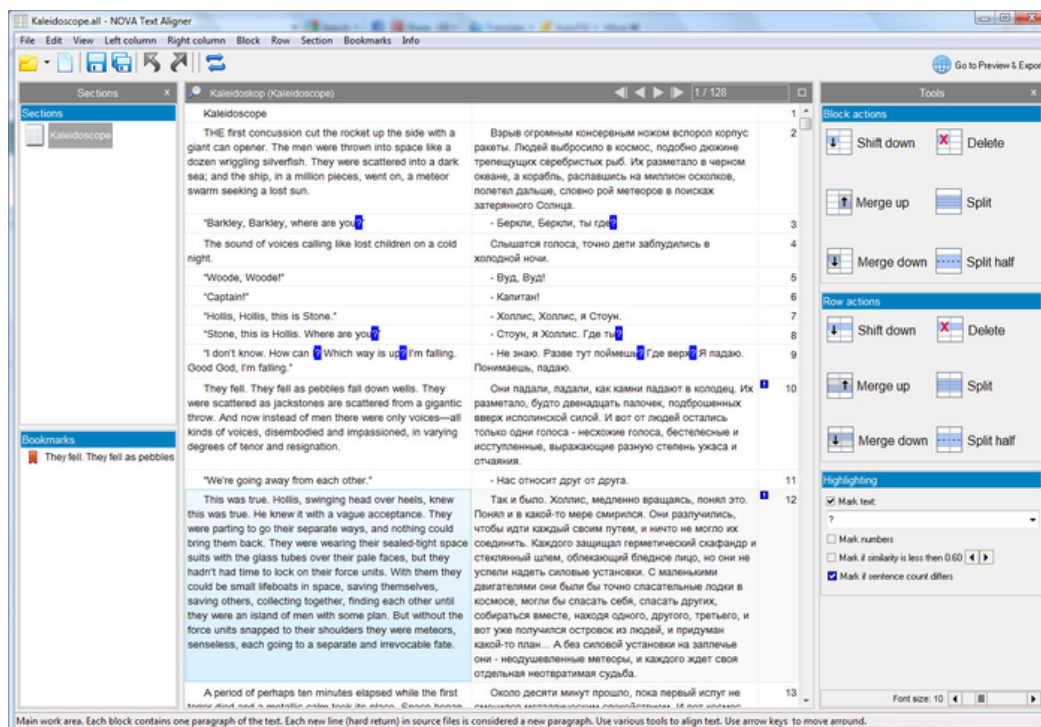 Kaleidoscope.all - NOVA Text Aligner
File Edit View Left column Right column Block Row Section Bookmarks Info
Go to Preview & Export
Sections x
Sections
Kaleidoscope
Bookmarks
They fell. They fell as pebbles
Kaleidoskop (Kaleidoscope) 1 / 128
Kaleidoscope 1
THE first concussion cut the rocket up the side with a
giant can opener. The men were thrown into space like a
dozen wriggling silverfish. They were scattered into a dark
sea; and the ship, in a million pieces, went on, a meteor
swarm seeking a lost sun.
Взрыв огромным консервным ножом вспорол корпус
ракеты. Людей выбросило в космос, подобно дюжине
трепещущих серебристых рыб. Их разметало в черном
океане, а корабль, распавшись на миллион осколков,
полетел дальше, словно рой метеоров в поисках
затерянного Солнца.
2
"Barkley, Barkley, where are you?"
- Беркли, Беркли, ты где?
3
The sound of voices calling like lost children on a cold
night.
Слышатся голоса, точно дети заблудились в
холодной ночи.
4
"Woode, Woode!"
- Вуд, Вуд!
5
"Captain!"
- Капитан!
6
"Hollis, Hollis, this is Stone."
- Холлис, Холлис, я Стоун.
7
"Stone, this is Hollis. Where are you?"
- Стоун, я Холлис. Где ты?
8
"I don't know. How can ? Which way is up? I'm falling.
Good God, I'm falling."
- Не знаю. Разве тут поймешь? Где верх? Я падаю.
Понимаешь, падаю.
9
They fell. They fell as pebbles fall down wells. They
were scattered as jackstones are scattered from a gigantic
throw. And now instead of men there were only voices—all
kinds of voices, disembodied and impassioned, in varying
degrees of tenor and resignation.
Они падали, падали, как камни падают в колодец. Их
разметало, будто двенадцать палочек, подброшенных
вверх исполинской силой. И вот от людей остались
только одни голоса - несхожие голоса, бестелесные и
исступленные, выражающие разную степень ужаса и
отчаяния.
! 10
"We're going away from each other."
- Нас относит друг от друга.
11
This was true. Hollis, swinging head over heels, knew
this was true. He knew it with a vague acceptance. They
were parting to go their separate ways, and nothing could
bring them back. They were wearing their sealed-tight space
suits with the glass tubes over their pale faces, but they
hadn't had time to lock on their force units. With them they
could be small lifeboats in space, saving themselves,
saving others, collecting together, finding each other until
they were an island of men with some plan. But without the
force units snapped to their shoulders they were meteors,
senseless, each going to a separate and irrevocable fate.
Так и было. Холлис, медленно вращаясь, понял это.
Понял и в какой-то мере смирился. Они разлучились,
чтобы идти каждый своим путем, и ничто не могло их
соединить. Каждого защищал герметический скафандр и
стеклянный шлем, облекающий бледное лицо, но они не
успели надеть силовые установки. С маленькими
двигателями они были бы точно спасательные лодки в
космосе, могли бы спасать себя, спасать других,
собираться вместе, находя одного, другого, третьего, и
вот уже получился островок из людей, и придуман
какой-то план... А без силовой установки на заплечье
они - неодушевленные метеоры, и каждого ждет своя
отдельная неотвратимая судьба.
! 12
A period of perhaps ten minutes elapsed while the first
terror died and a metallic calm took its place. Space began
Около десяти минут прошло, пока первый испуг не
сменился металлическим спокойствием. И вот космос
13
Tools x
Block actions
Shift down Delete
Merge up Split
Merge down Split half
Row actions
Shift down Delete
Merge up Split
Merge down Split half
Highlighting
Mark text:
?
Mark numbers
Mark if similarity is less then 0.60
Mark if sentence count differs
Font size: 10
Main work area. Each block contains one paragraph of the text. Each new line (hard return) in source files is considered a new paragraph. Use various tools to align text. Use arrow keys to move arround.